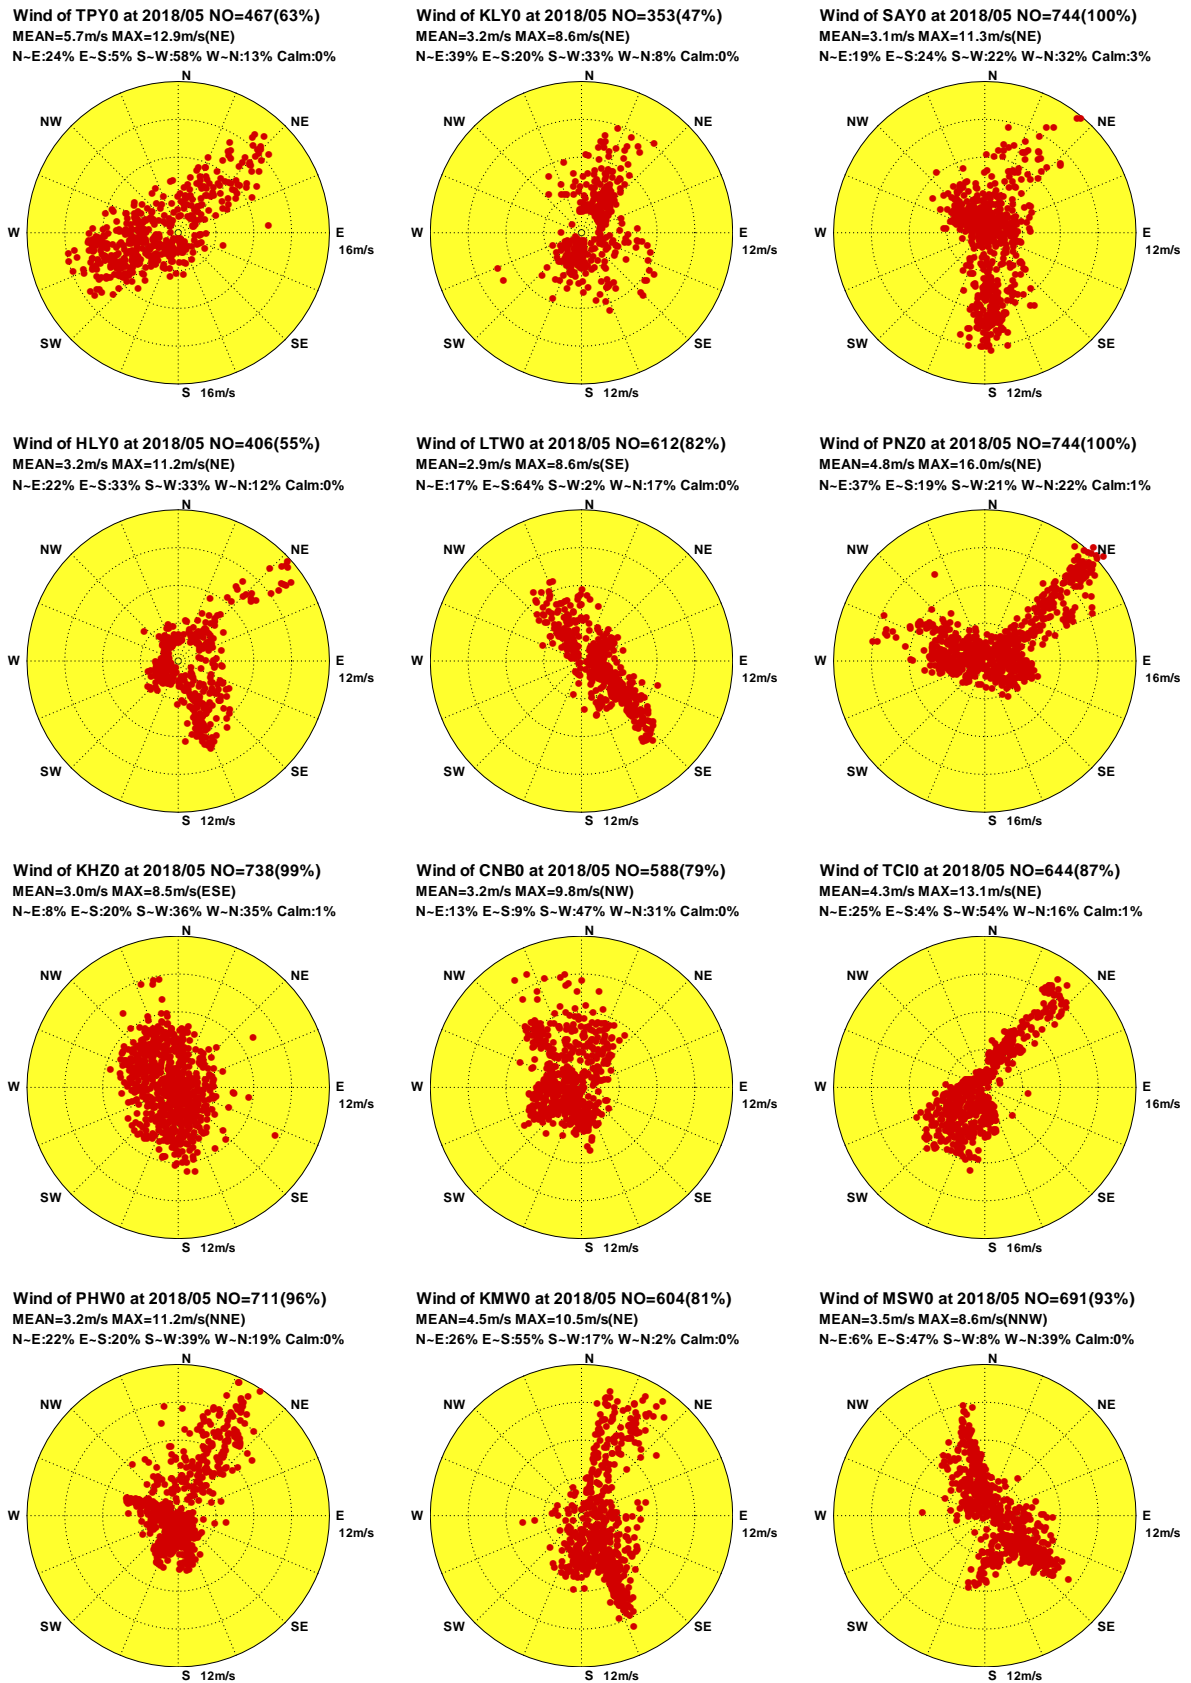 Wind of TPY0 at 2018/05 NO=467(63%)
MEAN=5.7m/s MAX=12.9m/s(NE)
N~E:24% E~S:5% S~W:58% W~N:13% Calm:0%
N
NW
NE
W
E
16m/s
SW
SE
S 16m/s
Wind of KLY0 at 2018/05 NO=353(47%)
MEAN=3.2m/s MAX=8.6m/s(NE)
N~E:39% E~S:20% S~W:33% W~N:8% Calm:0%
N
NW
NE
W
E
12m/s
SW
SE
S 12m/s
Wind of SAY0 at 2018/05 NO=744(100%)
MEAN=3.1m/s MAX=11.3m/s(NE)
N~E:19% E~S:24% S~W:22% W~N:32% Calm:3%
N
NW
NE
W
E
12m/s
SW
SE
S 12m/s
Wind of HLY0 at 2018/05 NO=406(55%)
MEAN=3.2m/s MAX=11.2m/s(NE)
N~E:22% E~S:33% S~W:33% W~N:12% Calm:0%
N
NW
NE
W
E
12m/s
SW
SE
S 12m/s
Wind of LTW0 at 2018/05 NO=612(82%)
MEAN=2.9m/s MAX=8.6m/s(SE)
N~E:17% E~S:64% S~W:2% W~N:17% Calm:0%
N
NW
NE
W
E
12m/s
SW
SE
S 12m/s
Wind of PNZ0 at 2018/05 NO=744(100%)
MEAN=4.8m/s MAX=16.0m/s(NE)
N~E:37% E~S:19% S~W:21% W~N:22% Calm:1%
N
NW
NE
W
E
16m/s
SW
SE
S 16m/s
Wind of KHZ0 at 2018/05 NO=738(99%)
MEAN=3.0m/s MAX=8.5m/s(ESE)
N~E:8% E~S:20% S~W:36% W~N:35% Calm:1%
N
NW
NE
W
E
12m/s
SW
SE
S 12m/s
Wind of CNB0 at 2018/05 NO=588(79%)
MEAN=3.2m/s MAX=9.8m/s(NW)
N~E:13% E~S:9% S~W:47% W~N:31% Calm:0%
N
NW
NE
W
E
12m/s
SW
SE
S 12m/s
Wind of TCI0 at 2018/05 NO=644(87%)
MEAN=4.3m/s MAX=13.1m/s(NE)
N~E:25% E~S:4% S~W:54% W~N:16% Calm:1%
N
NW
NE
W
E
16m/s
SW
SE
S 16m/s
Wind of PHW0 at 2018/05 NO=711(96%)
MEAN=3.2m/s MAX=11.2m/s(NNE)
N~E:22% E~S:20% S~W:39% W~N:19% Calm:0%
N
NW
NE
W
E
12m/s
SW
SE
S 12m/s
Wind of KMW0 at 2018/05 NO=604(81%)
MEAN=4.5m/s MAX=10.5m/s(NE)
N~E:26% E~S:55% S~W:17% W~N:2% Calm:0%
N
NW
NE
W
E
12m/s
SW
SE
S 12m/s
Wind of MSW0 at 2018/05 NO=691(93%)
MEAN=3.5m/s MAX=8.6m/s(NNW)
N~E:6% E~S:47% S~W:8% W~N:39% Calm:0%
N
NW
NE
W
E
12m/s
SW
SE
S 12m/s